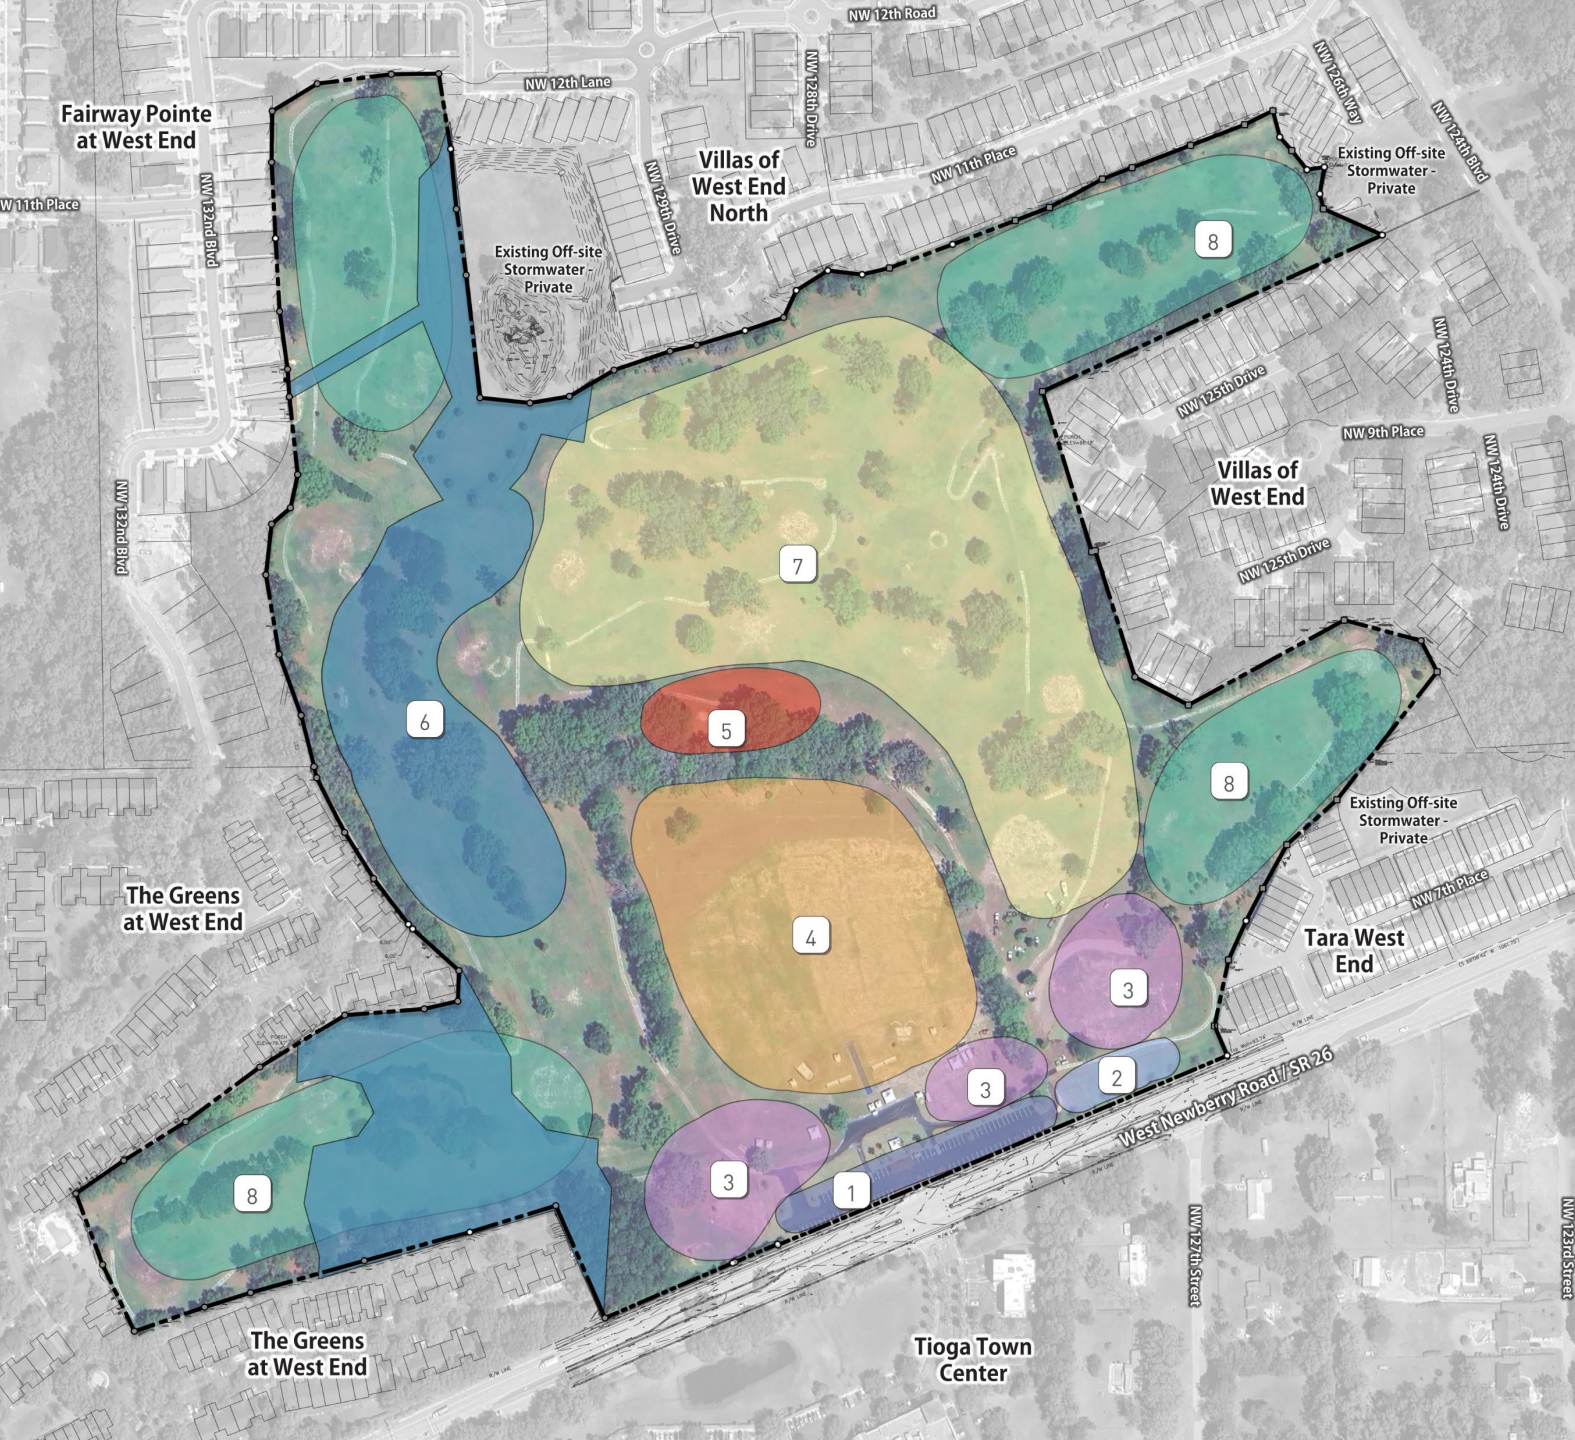 NW 12th Road
NW 12th Lane
Fairway Pointe
at West End
NW 128th Drive
NW 126th Way
NW 124th Blvd
Villas of
West End
North
NW 11th Place
Existing Off-site
Stormwater -
Private
W 11th Place
NW 132nd Blvd
NW 129th Drive
Existing Off-site
Stormwater -
Private
8
NW 125th Drive
NW 124th Drive
NW 9th Place
Villas of
West End
NW 124th Drive
NW 132nd Blvd
7
NW 125th Drive
6
5
8
Existing Off-site
Stormwater -
Private
The Greens
at West End
NW 7th Place
4
Tara West
End
3
2
3
West Newberry Road / SR 26
R/W LINE
R/W LINE
3
1
8
R/W LINE
R/W LINE
R/W LINE
R/W LINE
NW 127th Street
NW 123rd Street
The Greens
at West End
Tioga Town
Center